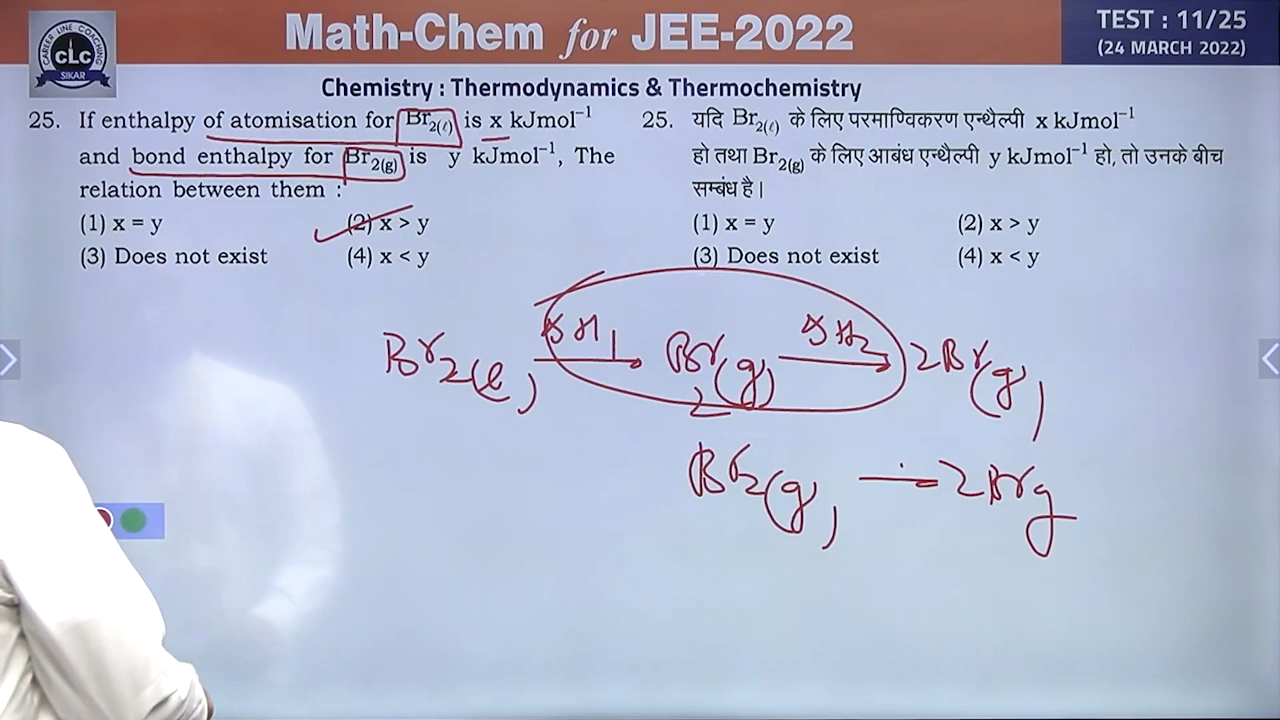 CAREER LINE COACHING
CLC
SIKAR
Math-Chem for JEE-2022
TEST : 11/25
(24 MARCH 2022)
Chemistry : Thermodynamics & Thermochemistry
25. If enthalpy of atomisation for Br₂₍ℓ₎ is x kJmol⁻¹
and bond enthalpy for Br₂₍g₎ is y kJmol⁻¹, The
relation between them :
(1) x = y (2) x > y
(3) Does not exist (4) x < y
25. यदि Br₂₍ℓ₎ के लिए परमाण्विकरण एन्थैल्पी x kJmol⁻¹
हो तथा Br₂₍g₎ के लिए आबंध एन्थैल्पी y kJmol⁻¹ हो, तो उनके बीच
सम्बंध है।
(1) x = y (2) x > y
(3) Does not exist (4) x < y
Br₂(ℓ) ΔH₁ → Br₂(g) ΔH₂ → 2Br(g)
Br₂(g) → 2Brg